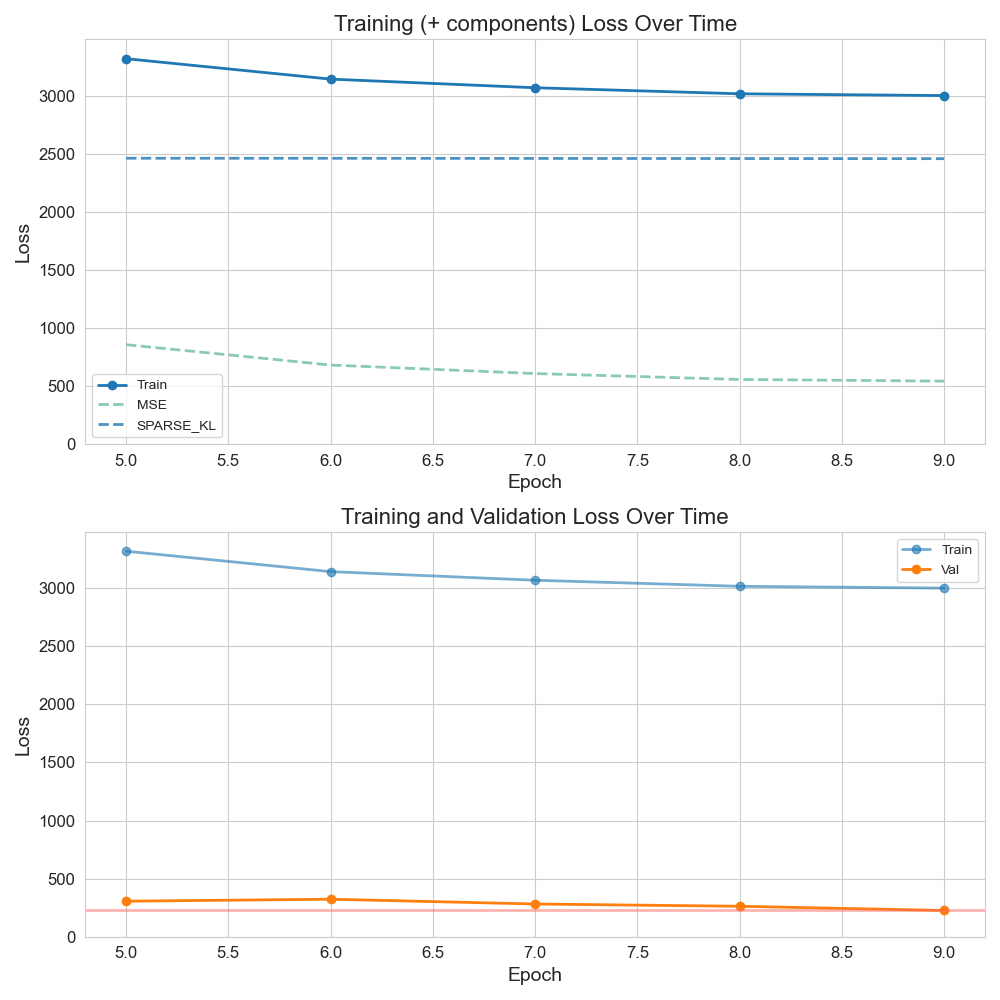 Training (+ components) Loss Over Time
3000
2500
2000
1500
1000
500
0
Loss
Train
MSE
SPARSE_KL
5.0 5.5 6.0 6.5 7.0 7.5 8.0 8.5 9.0
Epoch
Training and Validation Loss Over Time
3000
2500
2000
1500
1000
500
0
Loss
Train
Val
5.0 5.5 6.0 6.5 7.0 7.5 8.0 8.5 9.0
Epoch